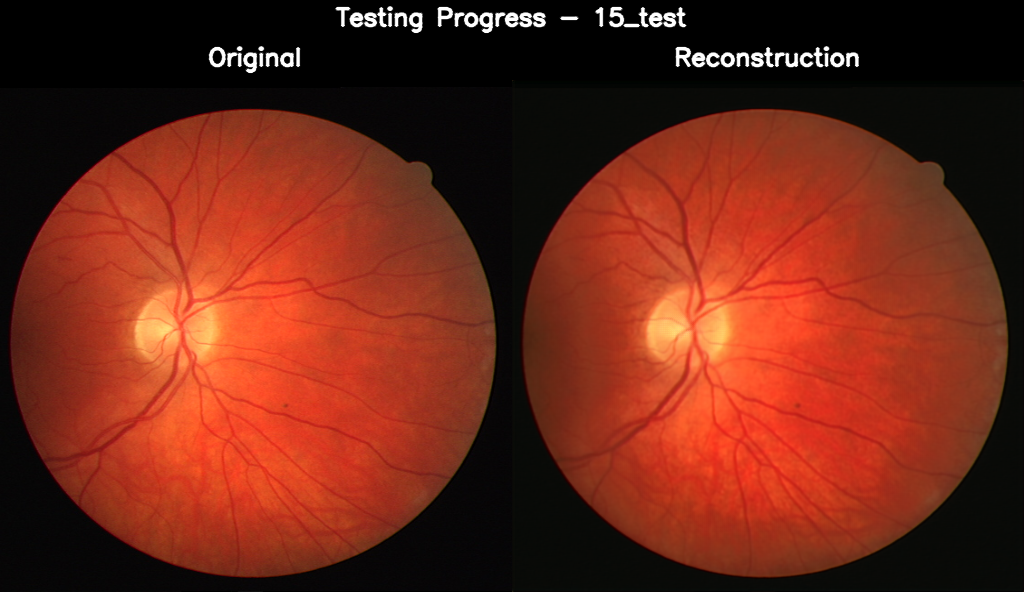 Testing Progress - 15_test
Original
Reconstruction